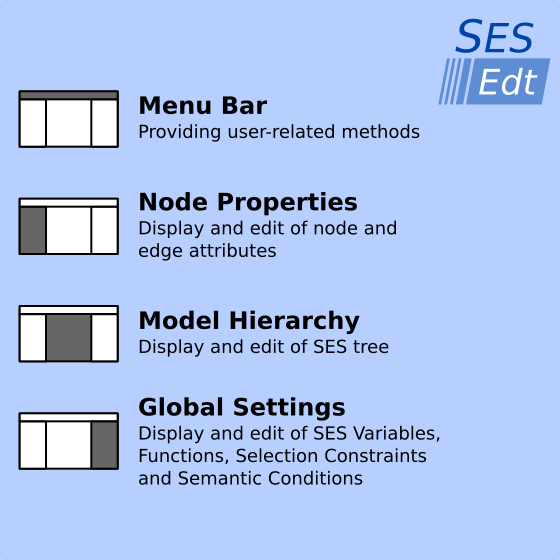 SES
Edt
Menu Bar
Providing user-related methods
Node Properties
Display and edit of node and
edge attributes
Model Hierarchy
Display and edit of SES tree
Global Settings
Display and edit of SES Variables,
Functions, Selection Constraints
and Semantic Conditions